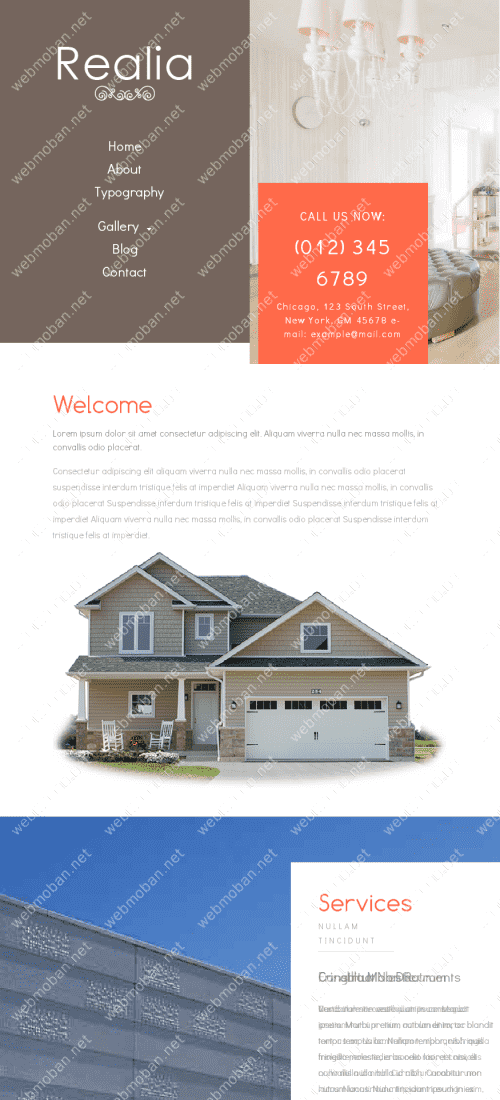 Realia
Home
About
Typography
Gallery
Blog
Contact
CALL US NOW:
(012) 345
6789
Chicago, 123 South Street,
New York, CM 45678 e-
mail: example@mail.com
Welcome
Lorem ipsum dolor sit amet consectetur adipiscing elit. Aliquam viverra nulla nec massa mollis, in
convallis odio placerat.
Consectetur adipiscing elit aliquam viverra nulla nec massa mollis, in convallis odio placerat
suspendisse interdum tristique felis at imperdiet Aliquam viverra nulla nec massa mollis, in convallis
odio placerat Suspendisse interdum tristique felis at imperdiet Suspendisse interdum tristique
felis at imperdiet Aliquam viverra nulla nec massa mollis, in convallis odio placerat Suspendisse interdum
tristique felis at imperdiet.
Services
NULLAM
TINCIDUNT
webmoban.net